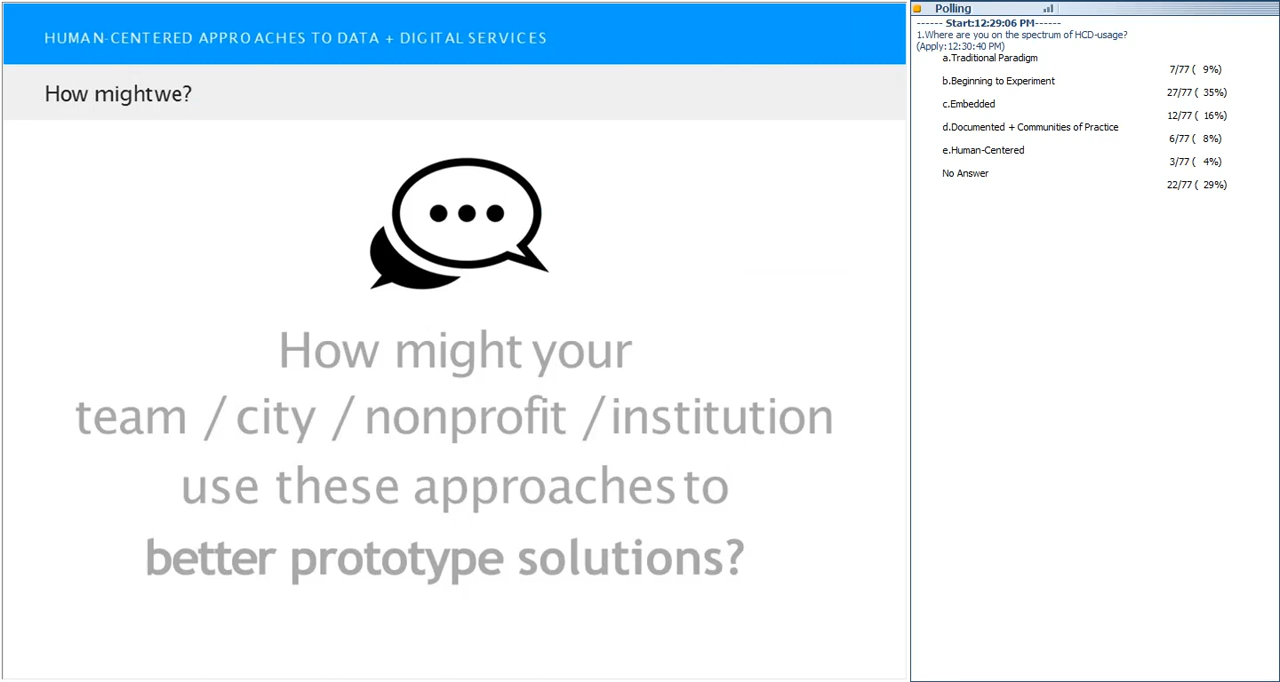 HUMAN-CENTERED APPROACHES TO DATA + DIGITAL SERVICES
How might we?
How might your
team / city / nonprofit / institution
use these approaches to
better prototype solutions?
Polling
------ Start:12:29:06 PM------
1.Where are you on the spectrum of HCD-usage?
(Apply:12:30:40 PM)
a.Traditional Paradigm
7/77 ( 9%)
b.Beginning to Experiment
27/77 ( 35%)
c.Embedded
12/77 ( 16%)
d.Documented + Communities of Practice
6/77 ( 8%)
e.Human-Centered
3/77 ( 4%)
No Answer
22/77 ( 29%)